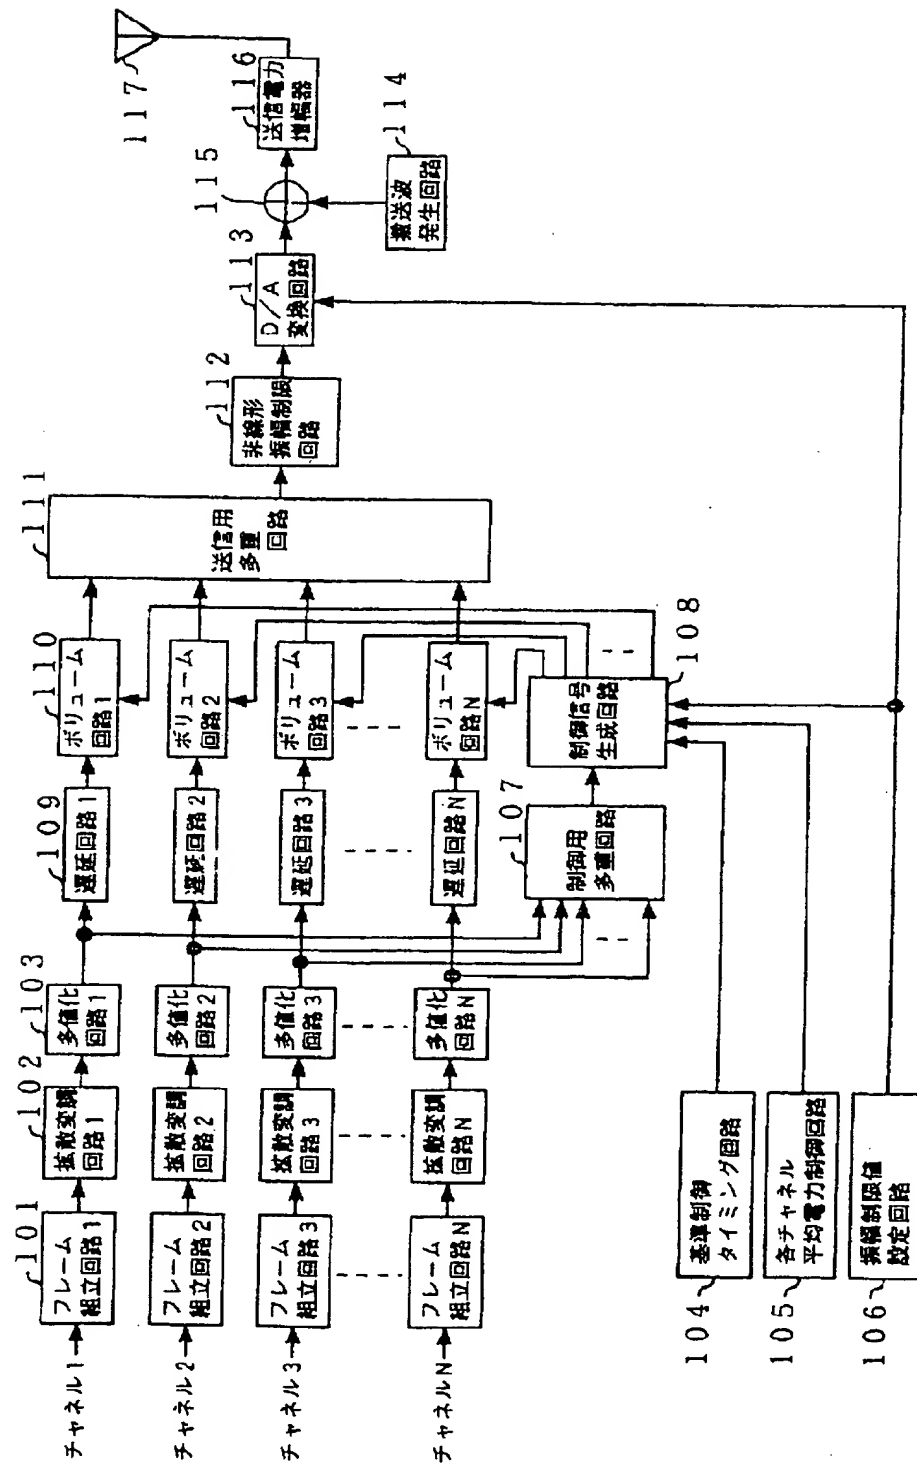 チャネル1
101
フレーム
組立回路1
102
拡散変調
回路1
103
多値化
回路1
109
遅延回路1
110
ボリューム
回路1
チャネル2
フレーム
組立回路2
拡散変調
回路2
多値化
回路2
遅延回路2
ボリューム
回路2
チャネル3
フレーム
組立回路3
拡散変調
回路3
多値化
回路3
遅延回路3
ボリューム
回路3
チャネルN
フレーム
組立回路N
拡散変調
回路N
多値化
回路N
遅延回路N
ボリューム
回路N
111
送信用
多重
回路
112
非線形
振幅制限
回路
113
D/A
変換回路
115
116
送信電力
増幅器
117
114
搬送波
発生回路
107
制御用
多重回路
108
制御信号
生成回路
104
基準制御
タイミング回路
105
各チャネル
平均電力制御回路
106
振幅制限値
設定回路